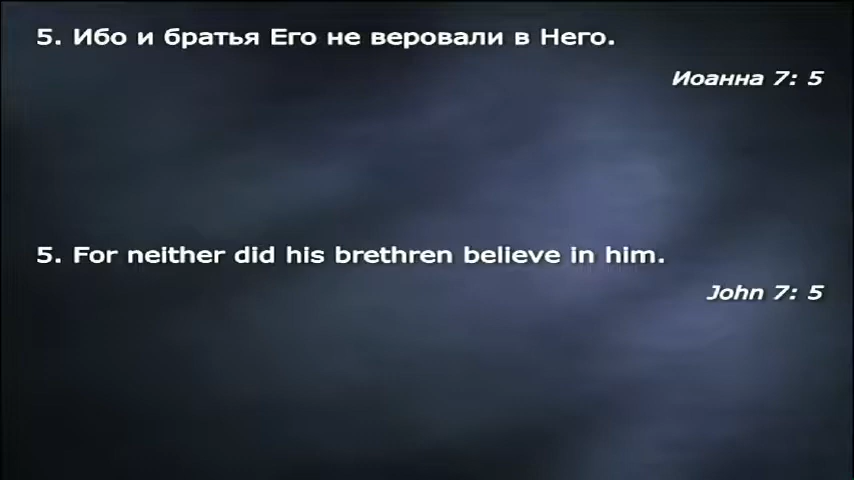 5. Ибо и братья Его не веровали в Него.
Иоанна 7: 5
5. For neither did his brethren believe in him.
John 7: 5